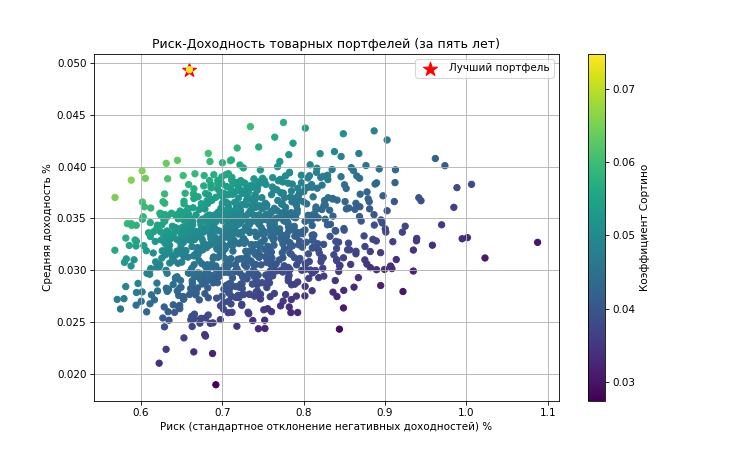 Риск-Доходность товарных портфелей (за пять лет)
Лучший портфель
Средняя доходность %
0.050
0.045
0.040
0.035
0.030
0.025
0.020
0.6 0.7 0.8 0.9 1.0 1.1
Риск (стандартное отклонение негативных доходностей) %
0.07
0.06
0.05
0.04
0.03
Коэффициент Сортино